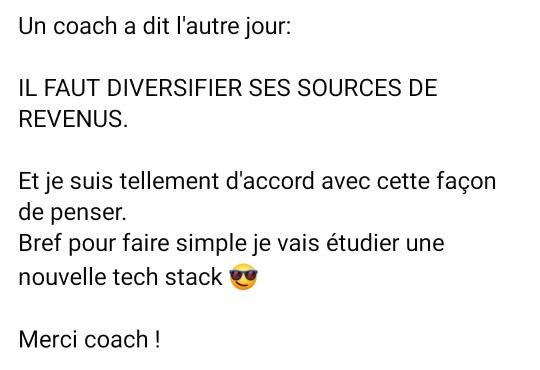 Un coach a dit l'autre jour:
IL FAUT DIVERSIFIER SES SOURCES DE
REVENUS.
Et je suis tellement d'accord avec cette façon
de penser.
Bref pour faire simple je vais étudier une
nouvelle tech stack 😎
Merci coach !